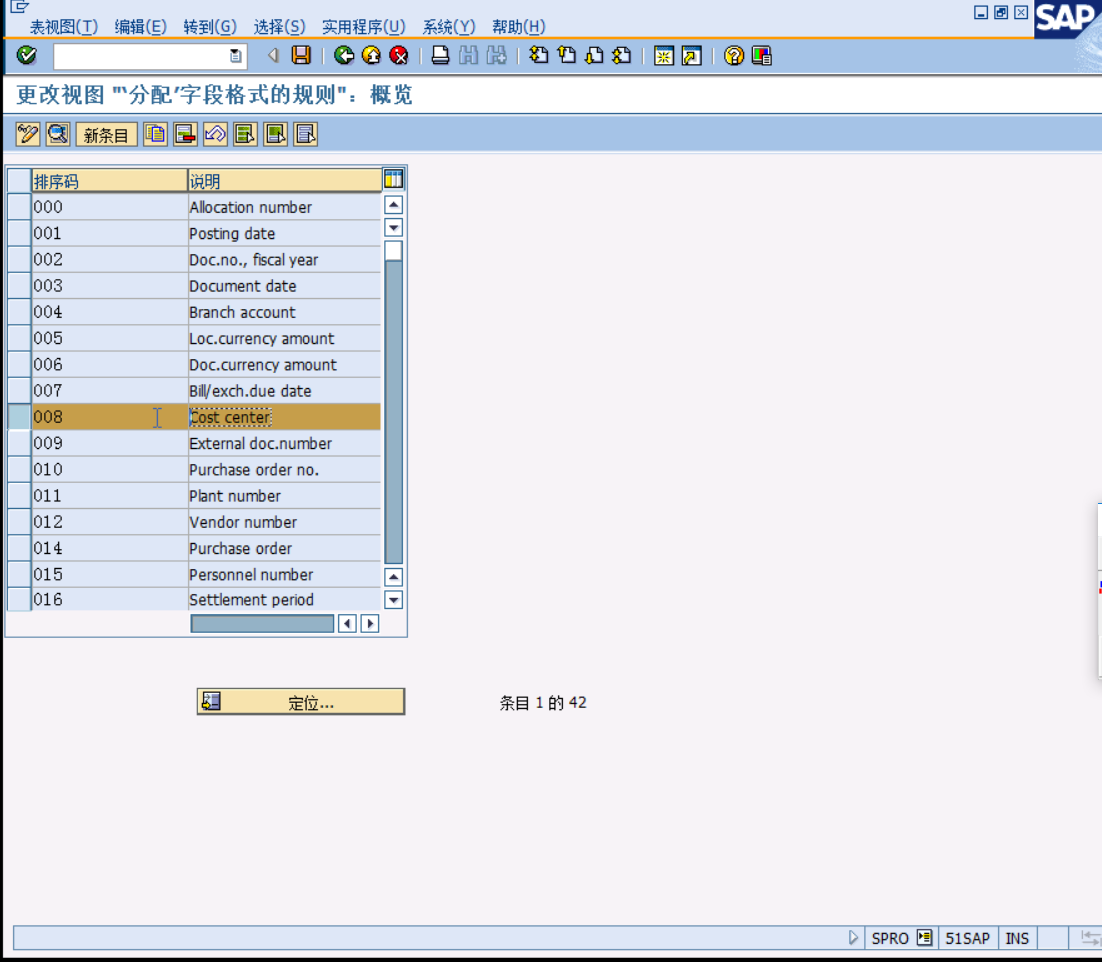 表视图(T) 编辑(E) 转到(G) 选择(S) 实用程序(U) 系统(Y) 帮助(H)
SAP
更改视图 "'分配'字段格式的规则": 概览
新条目
排序码 说明
000 Allocation number
001 Posting date
002 Doc.no., fiscal year
003 Document date
004 Branch account
005 Loc.currency amount
006 Doc.currency amount
007 Bill/exch.due date
008 Cost center
009 External doc.number
010 Purchase order no.
011 Plant number
012 Vendor number
014 Purchase order
015 Personnel number
016 Settlement period
定位... 条目 1 的 42
SPRO 51SAP INS